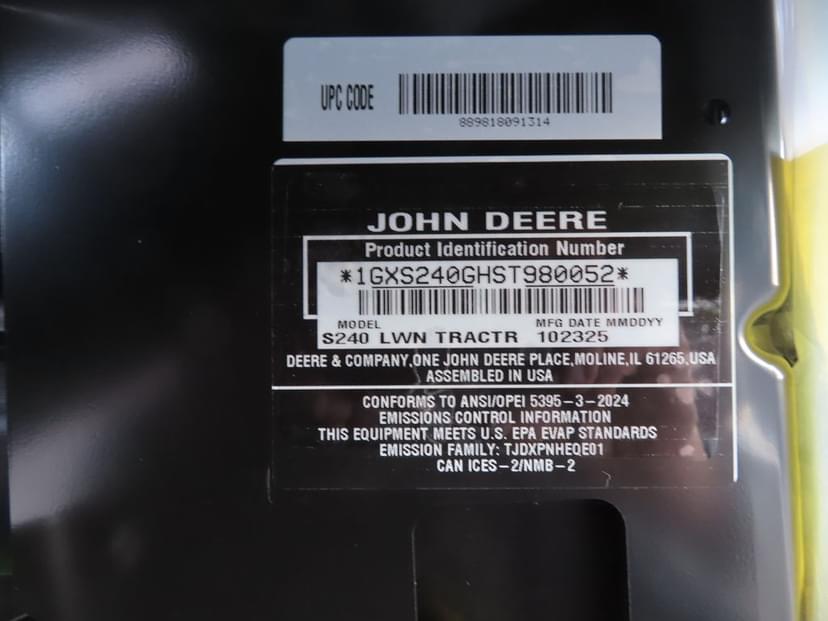 UPC CODE
889818091314
JOHN DEERE
Product Identification Number
*1GXS240GHST980052*
MODEL MFG DATE MMDDYY
S240 LWN TRACTR 102325
DEERE & COMPANY,ONE JOHN DEERE PLACE,MOLINE,IL 61265,USA
ASSEMBLED IN USA
CONFORMS TO ANSI/OPEI 5395-3-2024
EMISSIONS CONTROL INFORMATION
THIS EQUIPMENT MEETS U.S. EPA EVAP STANDARDS
EMISSION FAMILY: TJDXPNHEQE01
CAN ICES-2/NMB-2